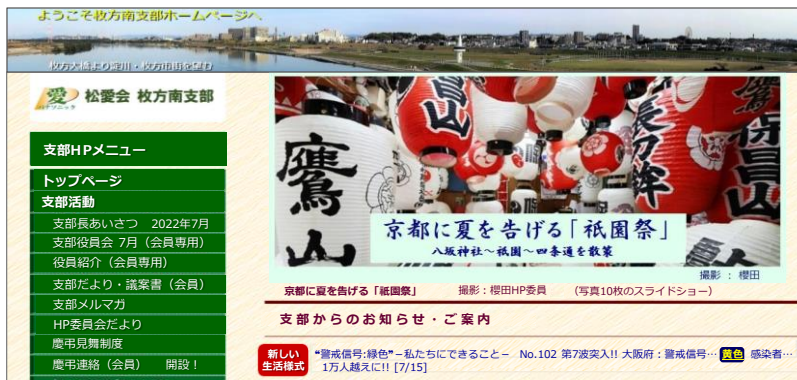 ようこそ枚方南支部ホームページへ
枚方大橋より淀川・枚方市街を望む
愛
パナソニック
松愛会 枚方南支部
支部HPメニュー
トップページ
支部活動
支部長あいさつ 2022年7月
支部役員会 7月（会員専用）
役員紹介（会員専用）
支部だより・議案書（会員）
支部メルマガ
HP委員会だより
慶弔見舞制度
慶弔連絡（会員） 開設！
鷹山
保昌山
長刀鉾
保昌山
京都に夏を告げる「祇園祭」
八坂神社～祇園～四条通を散策
撮影 : 櫻田
京都に夏を告げる「祇園祭」 撮影：櫻田HP委員 （写真10枚のスライドショー）
支部からのお知らせ・ご案内
新しい
生活様式
❝警戒信号:緑色❞－私たちにできること－ No.102 第7波突入!! 大阪府：警戒信号… 黄色 感染者…
1万人越えに!! [7/15]